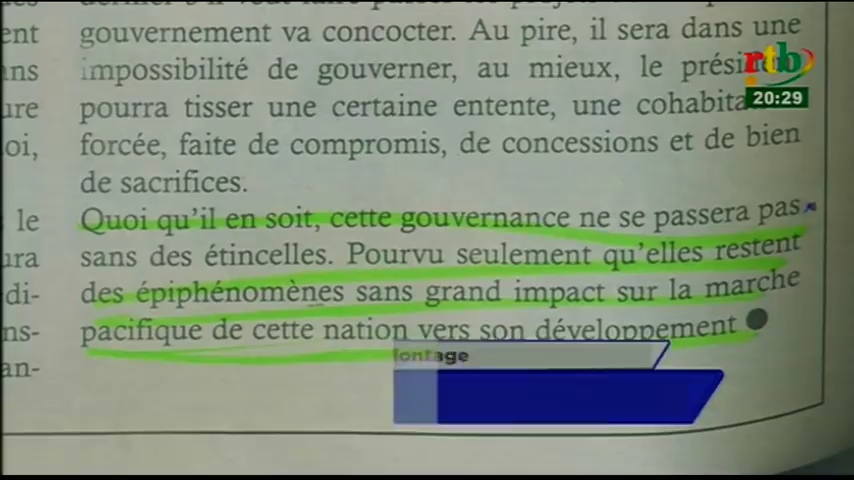 gouvernement va concocter. Au pire, il sera dans une
impossibilité de gouverner, au mieux, le
pourra tisser une certaine entente, une
forcée, faite de compromis, de concessions et de bien
de sacrifices.
Quoi qu'il en soit, cette gouvernance ne se passera pas
sans des étincelles. Pourvu seulement qu'elles restent
des épiphénomènes sans grand impact sur la marche
pacifique de cette nation vers son développement
ent
ans
ure
oi,
le
ura
di-
ns-
an-
rtb
20:29
ontage